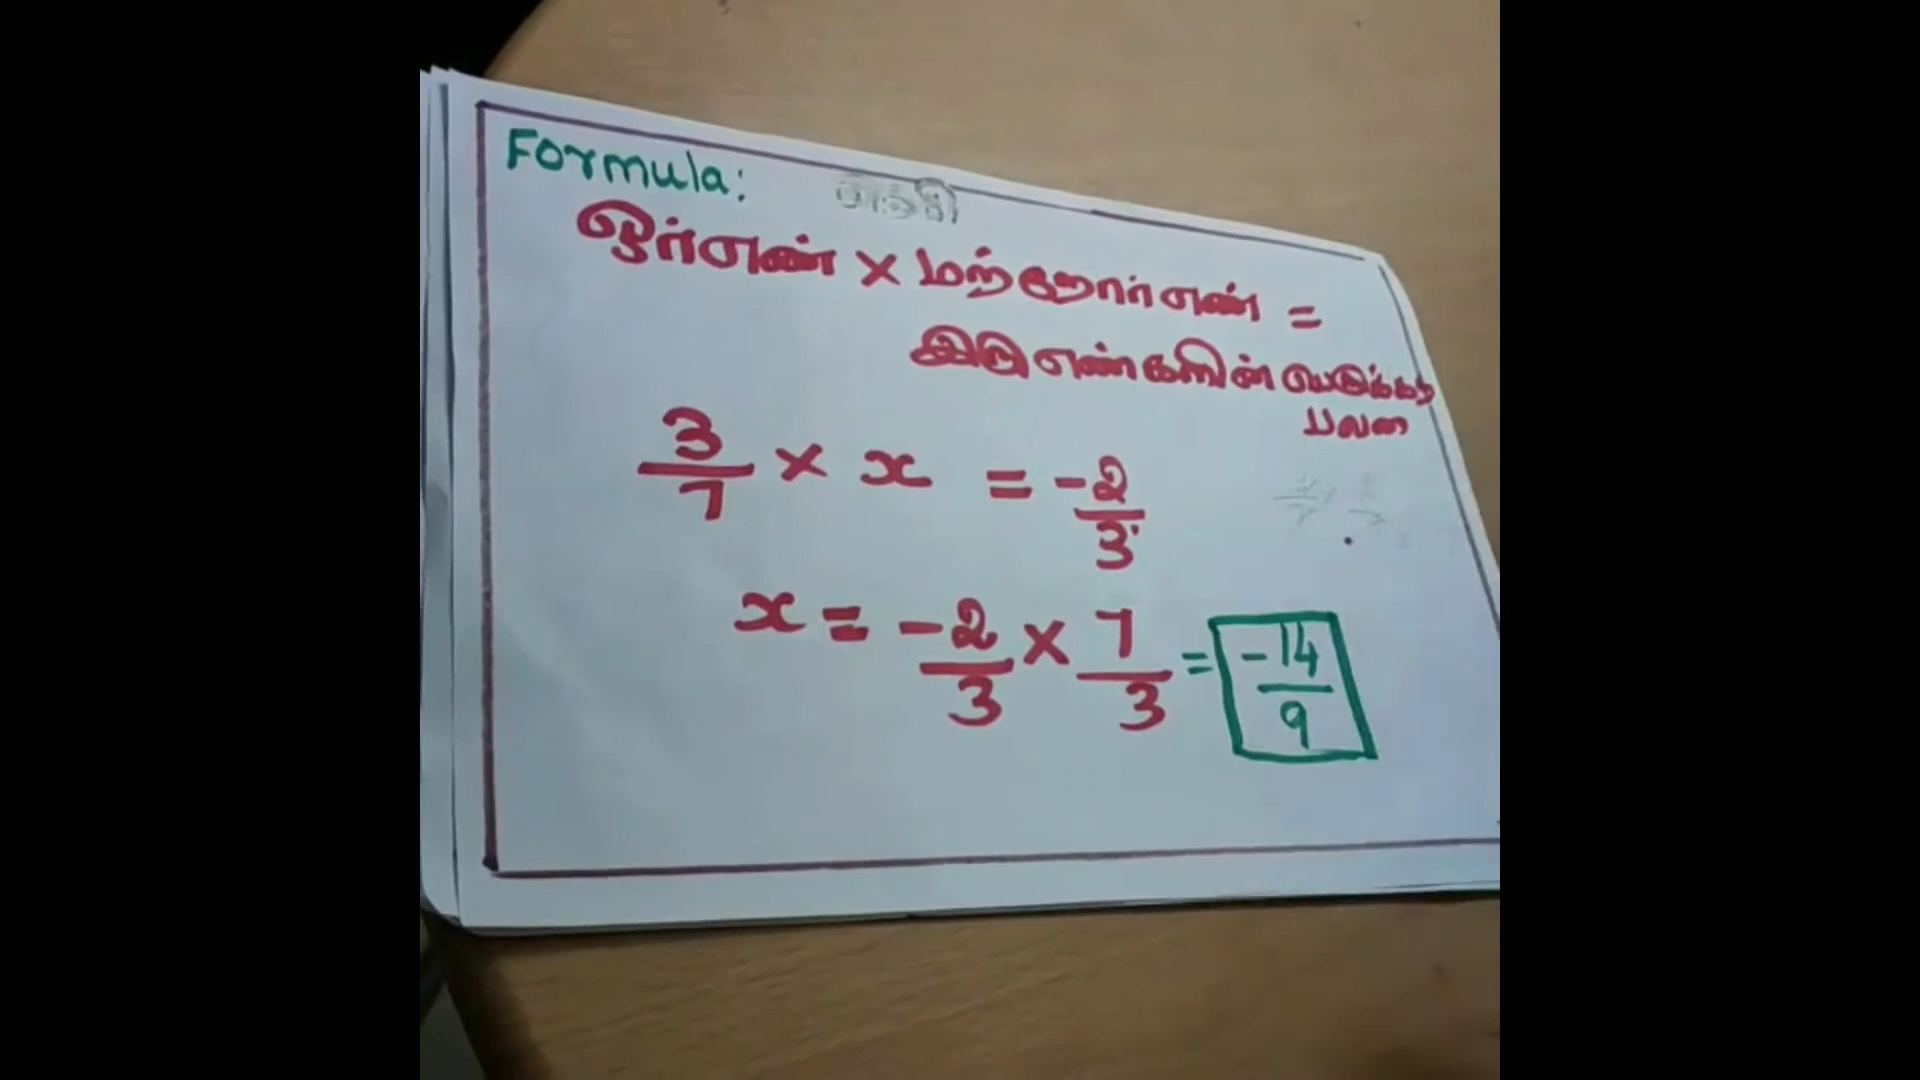 Formula:
ஓர்எண் × மற்றோர்எண் =
இரு எண்களின் பெருக்கற்
பலன்
3/7 × x = -2/3
x = -2/3 × 7/3 = -14/9